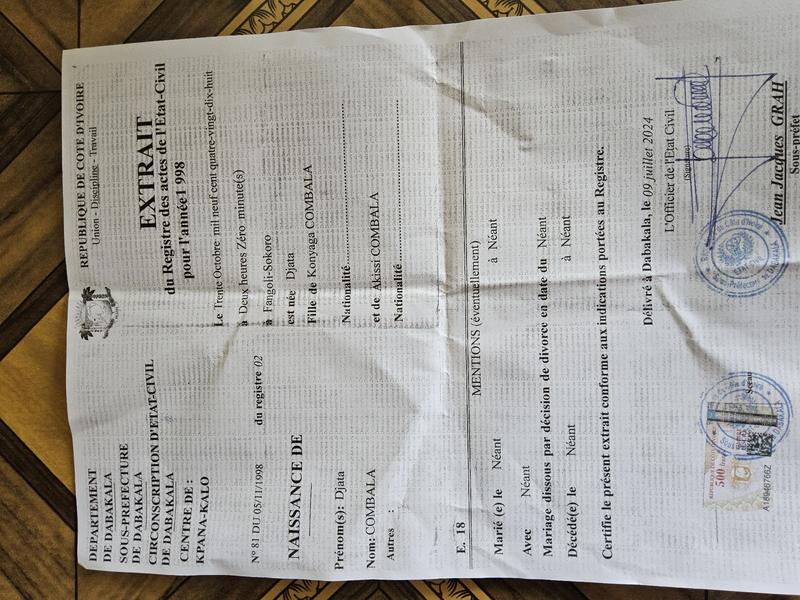 DEPARTEMENT
DE DABAKALA
SOUS-PREFECTURE
DE DABAKALA
CIRCONSCRIPTION D'ETAT-CIVIL
DE DABAKALA
CENTRE DE :
KPANA-KALO
N° 81 DU 05/11/1998 du registre 02
NAISSANCE DE
Prénom(s): Djata
Nom: COMBALA
Autres :
REPUBLIQUE DE COTE D'IVOIRE
Union - Discipline - Travail
EXTRAIT
du Registre des actes de l'Etat-Civil
pour l'année1 998
Le Trente Octobre mil neuf cent quatre-vingt-dix-huit
à Deux heures Zéro minute(s)
à Fangoli-Sokoro
est née Djata
Fille de Konyaga COMBALA
Nationalité
et de Akissi COMBALA
Nationalité
E. 18
MENTIONS (éventuellement)
Marié (e) le Néant à Néant
Avec Néant
Mariage dissous par décision de divorce en date du Néant
Décédé(e) le Néant à Néant
Certifie le présent extrait conforme aux indications portées au Registre.
Délivré à Dabakala, le 09 juillet 2024
L'Officier de l'Etat Civil
(Signature)
Jean Jacques GRAH
Sous-préfet
500